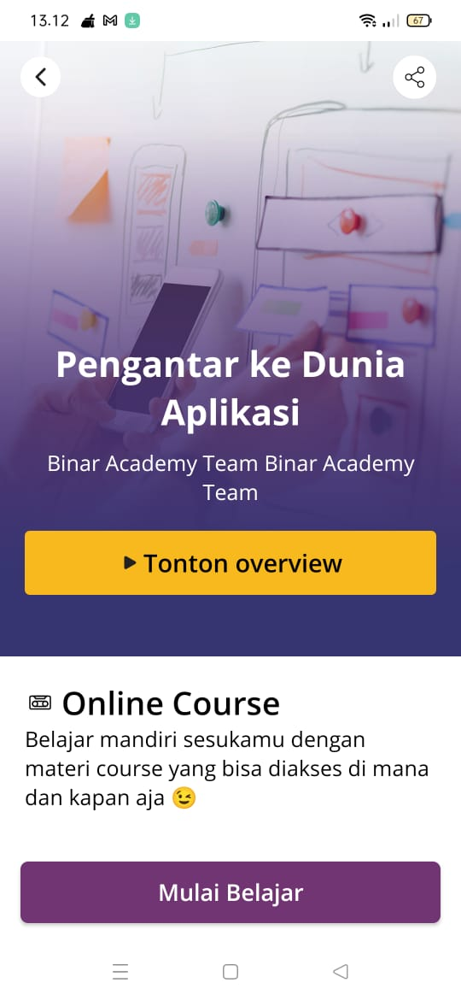 13.12
67
Pengantar ke Dunia
Aplikasi
Binar Academy Team Binar Academy
Team
Tonton overview
Online Course
Belajar mandiri sesukamu dengan
materi course yang bisa diakses di mana
dan kapan aja 😉
Mulai Belajar